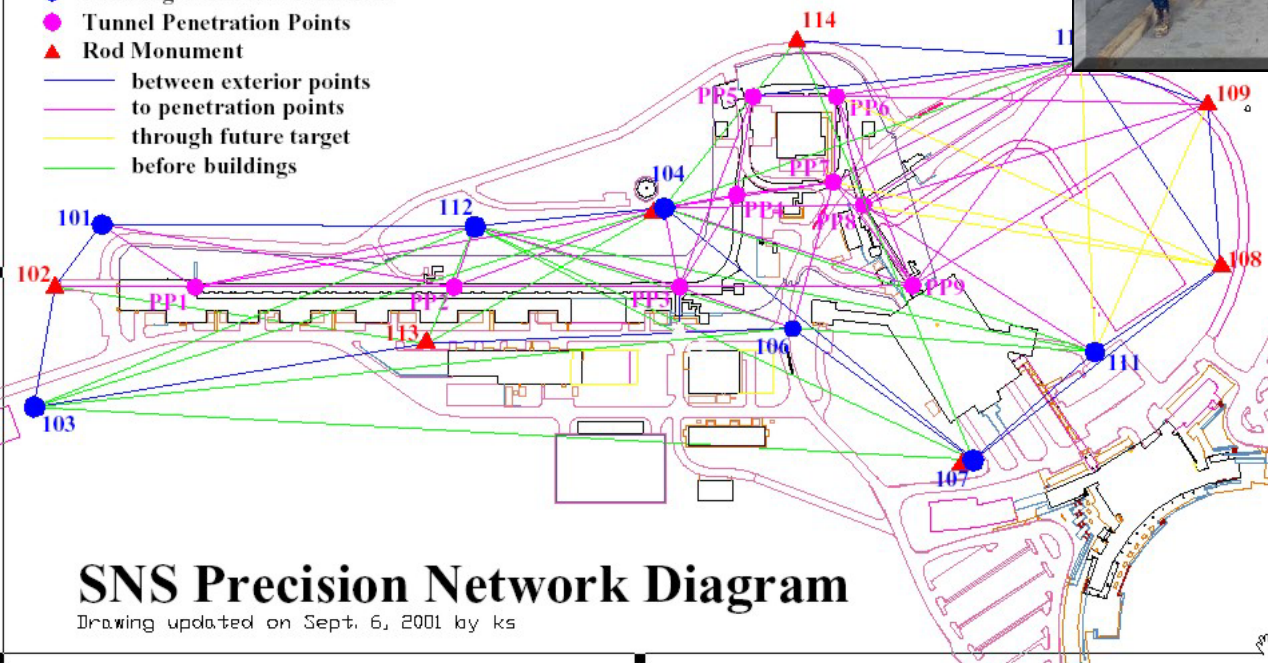 Tunnel Penetration Points
Rod Monument
between exterior points
to penetration points
through future target
before buildings
114
109
PP5
PP6
104
PP7
101
112
PP4
PP8
102
108
PP1
PP2
PP3
PP9
113
106
111
103
107
SNS Precision Network Diagram
Drawing updated on Sept. 6, 2001 by ks